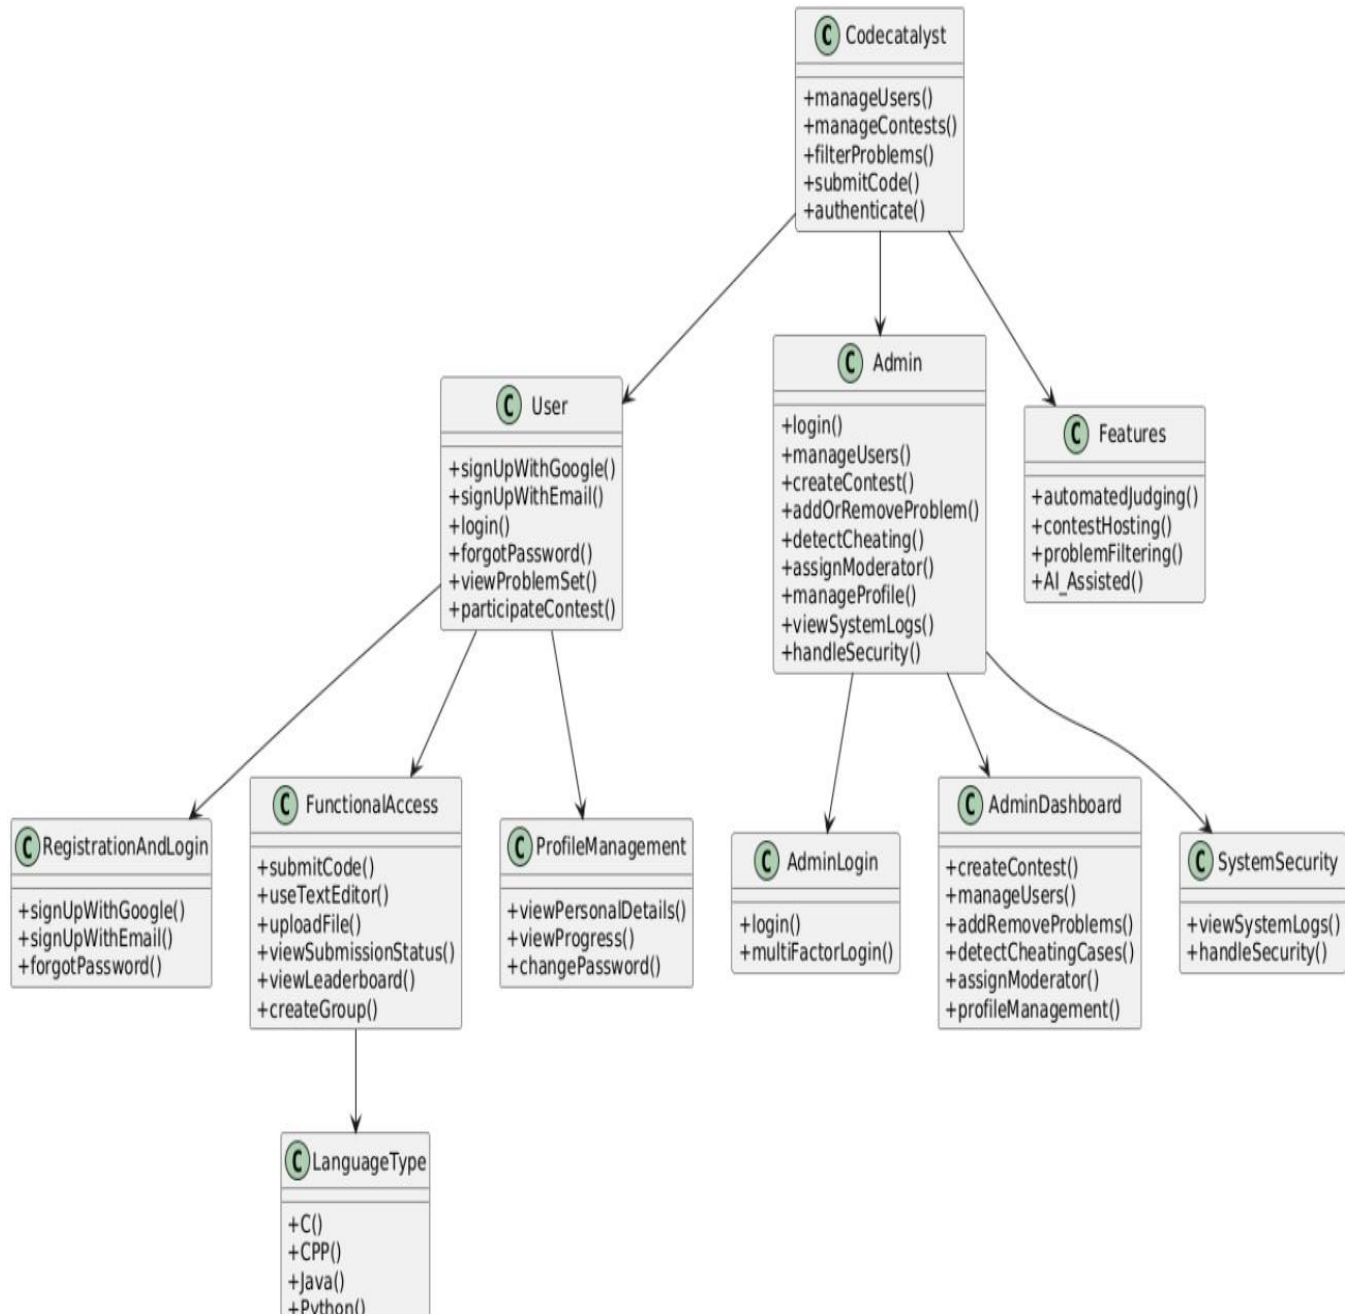 C Codecatalyst
+manageUsers()
+manageContests()
+filterProblems()
+submitCode()
+authenticate()
C User
+signUpWithGoogle()
+signUpWithEmail()
+login()
+forgotPassword()
+viewProblemSet()
+participateContest()
C Admin
+login()
+manageUsers()
+createContest()
+addOrRemoveProblem()
+detectCheating()
+assignModerator()
+manageProfile()
+viewSystemLogs()
+handleSecurity()
C Features
+automatedJudging()
+contestHosting()
+problemFiltering()
+AI_Assisted()
C RegistrationAndLogin
+signUpWithGoogle()
+signUpWithEmail()
+forgotPassword()
C FunctionalAccess
+submitCode()
+useTextEditor()
+uploadFile()
+viewSubmissionStatus()
+viewLeaderboard()
+createGroup()
C ProfileManagement
+viewPersonalDetails()
+viewProgress()
+changePassword()
C AdminLogin
+login()
+multiFactorLogin()
C AdminDashboard
+createContest()
+manageUsers()
+addRemoveProblems()
+detectCheatingCases()
+assignModerator()
+profileManagement()
C SystemSecurity
+viewSystemLogs()
+handleSecurity()
C LanguageType
+C()
+CPP()
+Java()
+Python()